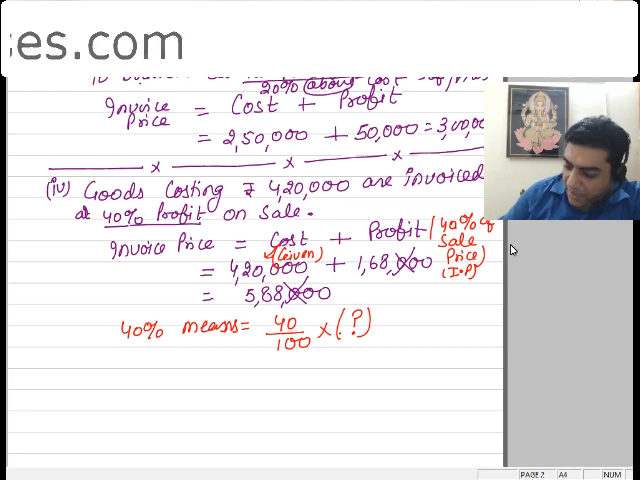 es.com
20% above Cost
Invoice Price = Cost + Profit
= 2,50,000 + 50,000 = 3,00,00
(iv) Goods Costing ₹ 4,20,000 are invoiced
at 40% Profit on Sale.
Invoice Price = Cost (Given) + Profit / 40% of Sale Price (I.P)
= 4,20,000 + 1,68,000
= 5,88,000
40% means = 40/100 × (?)
PAGE 2 A4 NUM